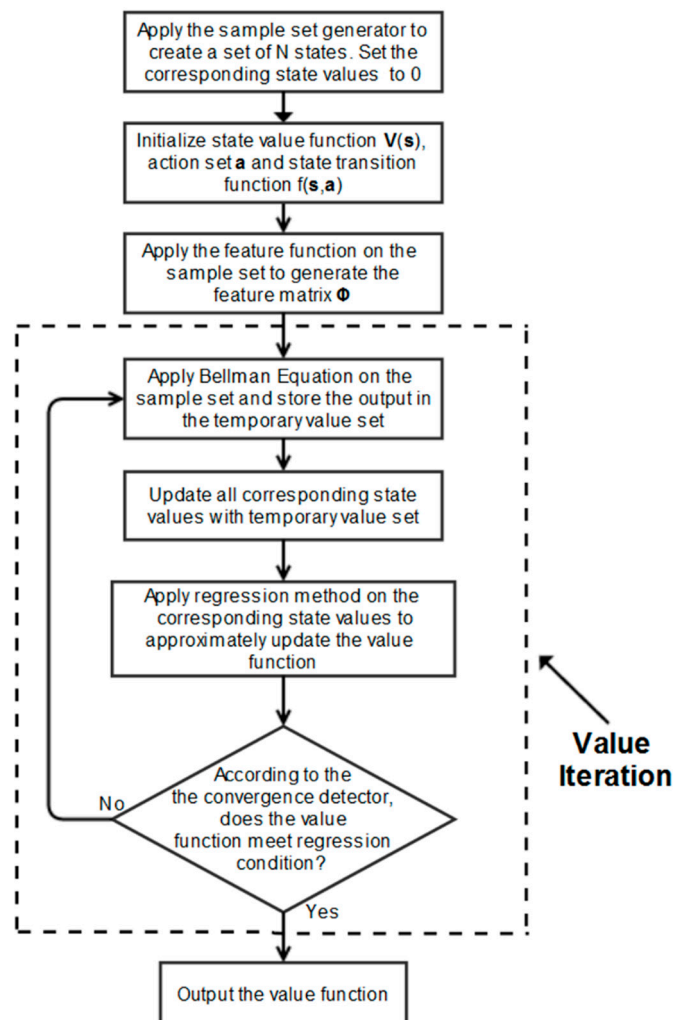 Apply the sample set generator to
create a set of N states. Set the
corresponding state values to 0
Initialize state value function V(s),
action set a and state transition
function f(s,a)
Apply the feature function on the
sample set to generate the
feature matrix Φ
Apply Bellman Equation on the
sample set and store the output in
the temporary value set
Update all corresponding state
values with temporary value set
Apply regression method on the
corresponding state values to
approximately update the value
function
According to the
the convergence detector,
does the value
function meet regression
condition?
No
Yes
Output the value function
Value
Iteration